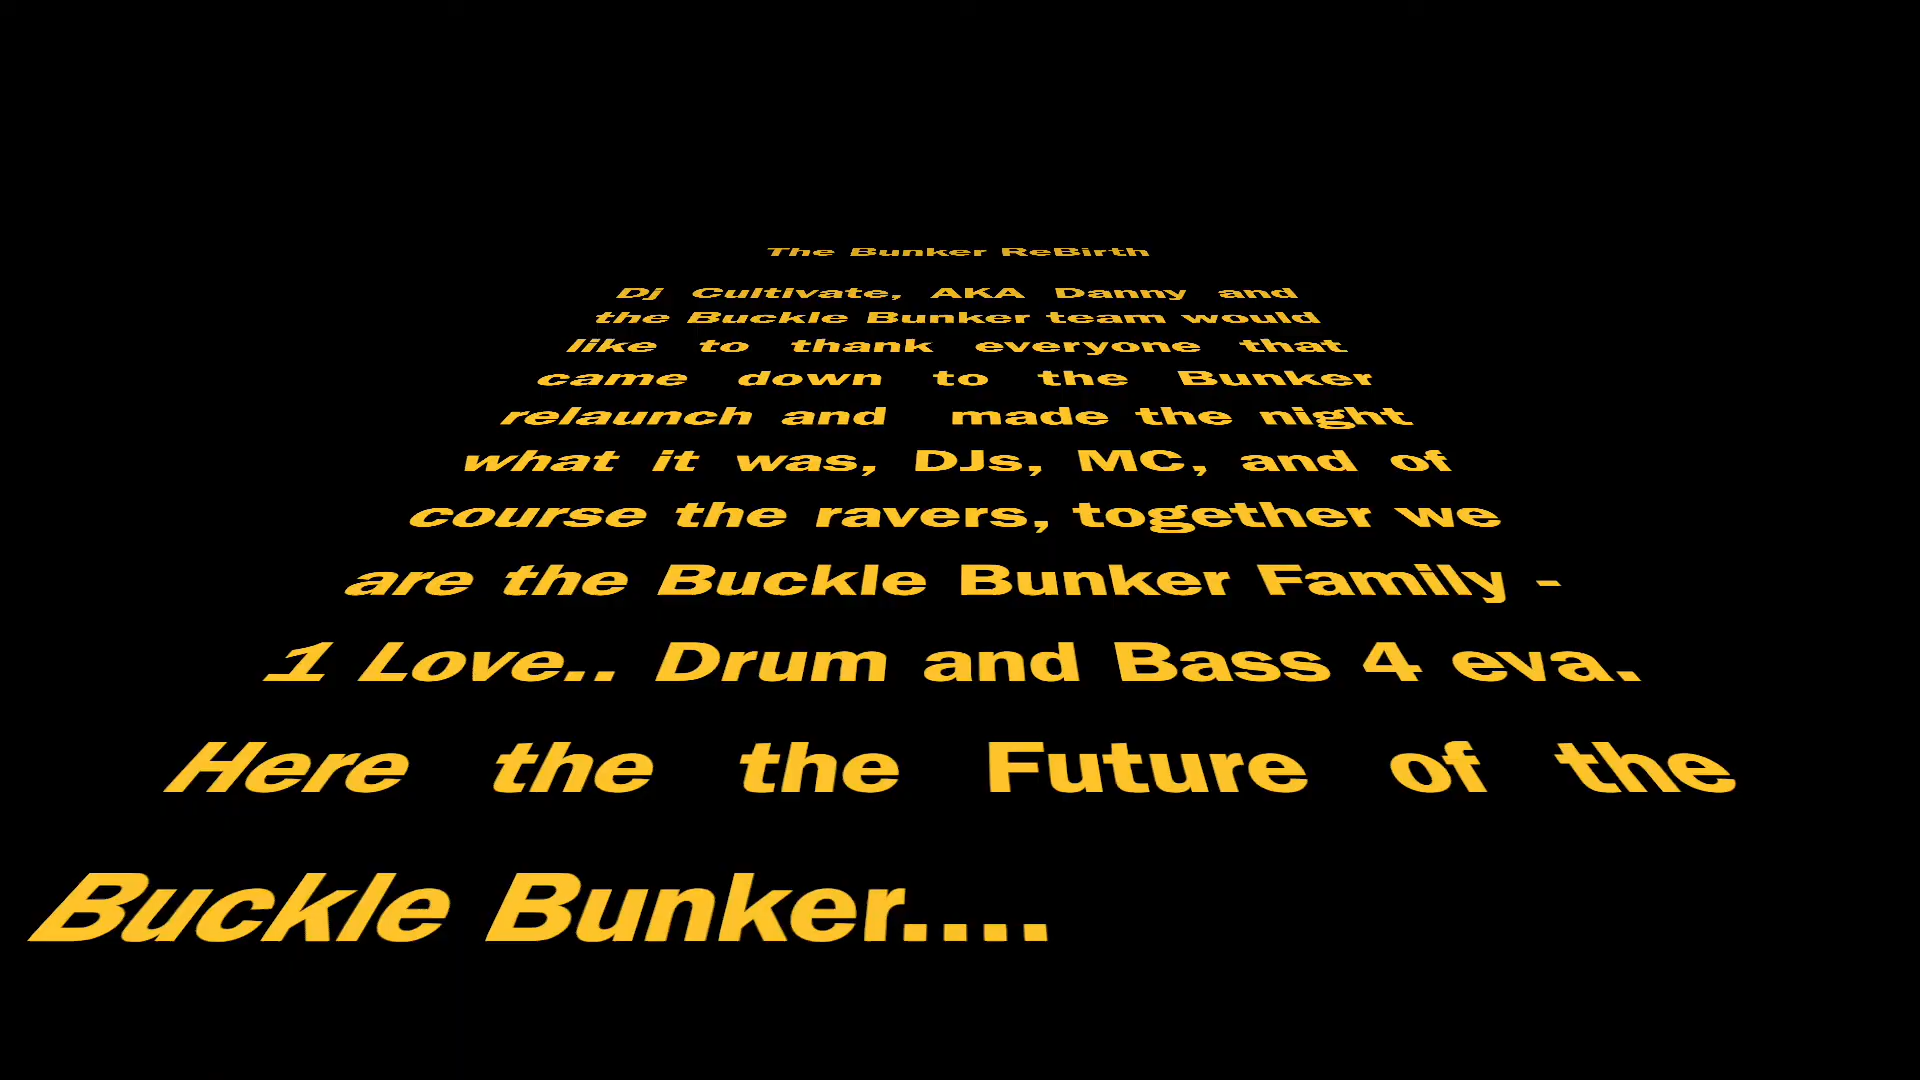 The Bunker ReBirth
Dj Cultivate, AKA Danny and
the Buckle Bunker team would
like to thank everyone that
came down to the Bunker
relaunch and made the night
what it was, DJs, MC, and of
course the ravers, together we
are the Buckle Bunker Family -
1 Love.. Drum and Bass 4 eva.
Here the the Future of the
Buckle Bunker....